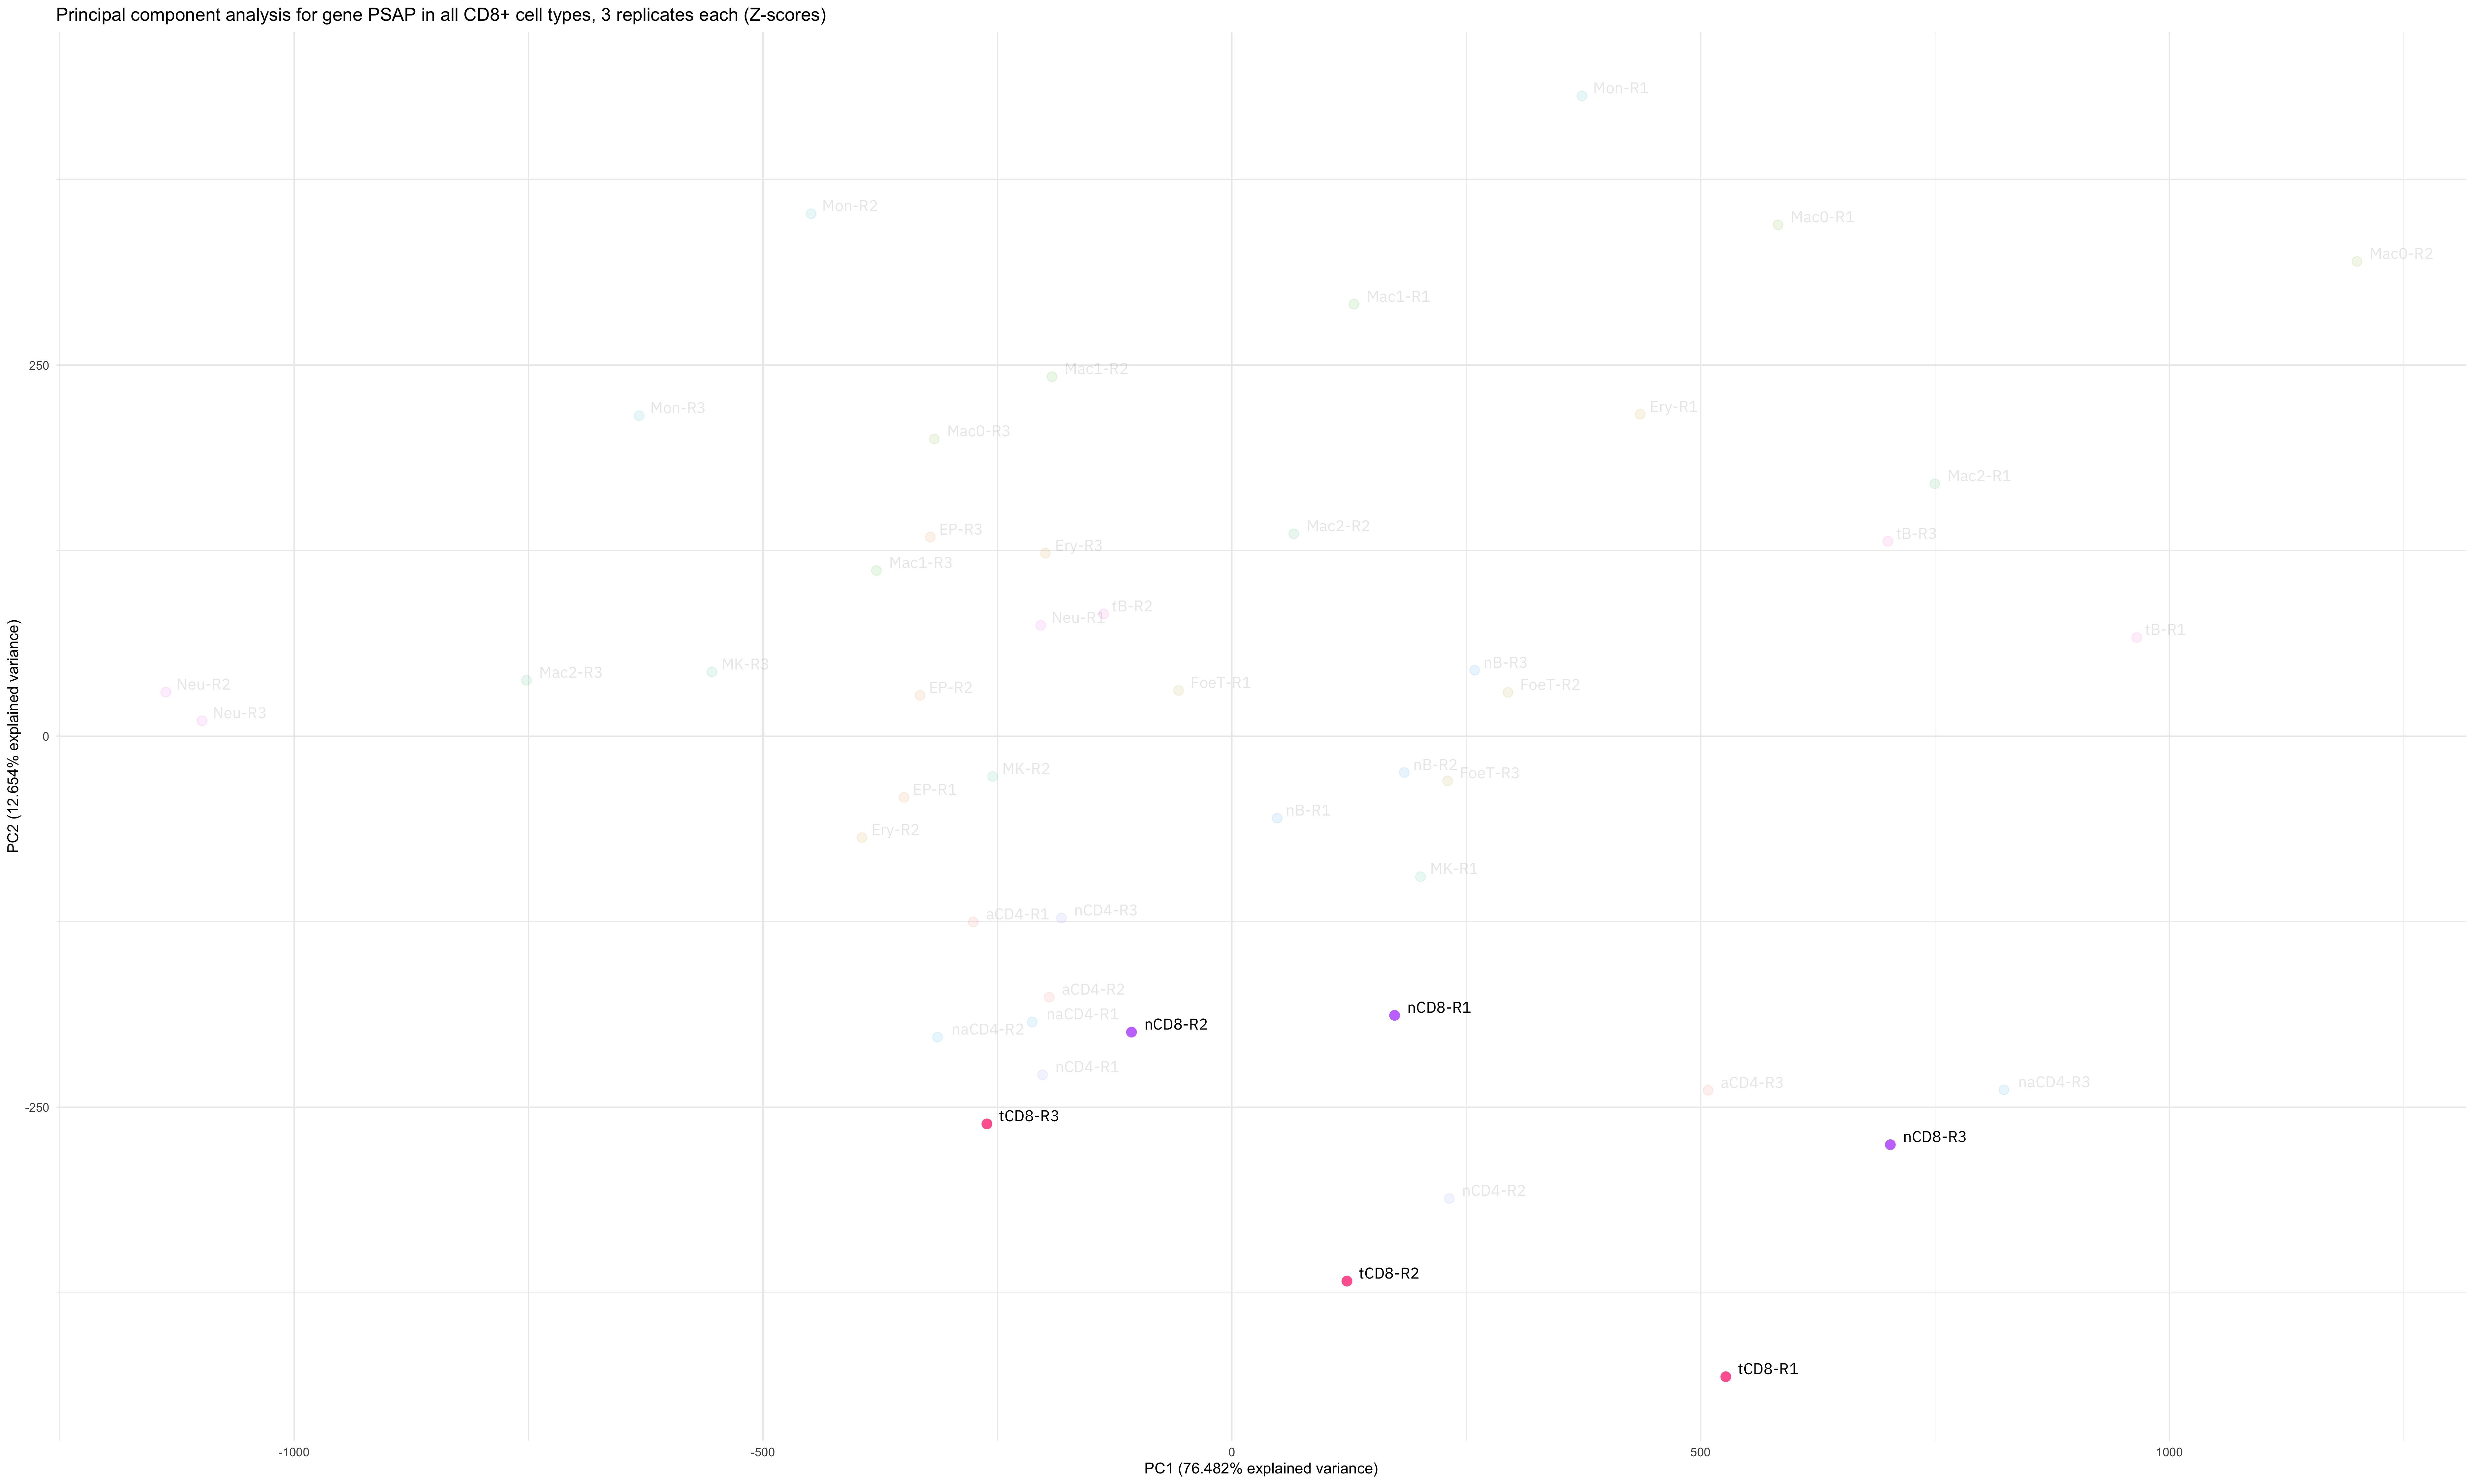 Principal component analysis for gene PSAP in all CD8+ cell types, 3 replicates each (Z-scores)
Mon-R1
Mon-R2
Mac0-R1
Mac0-R2
Mac1-R1
250
Mac1-R2
Mon-R3
Ery-R1
Mac0-R3
Mac2-R1
EP-R3
Mac2-R2
tB-R3
Ery-R3
Mac1-R3
tB-R2
Neu-R1
tB-R1
nB-R3
MK-R3
Mac2-R3
Neu-R2
EP-R2
FoeT-R1
FoeT-R2
Neu-R3
0
PC2 (12.654% explained variance)
MK-R2
nB-R2
FoeT-R3
EP-R1
nB-R1
Ery-R2
MK-R1
aCD4-R1
nCD4-R3
aCD4-R2
nCD8-R1
naCD4-R1
nCD8-R2
naCD4-R2
nCD4-R1
aCD4-R3
naCD4-R3
-250
tCD8-R3
nCD8-R3
nCD4-R2
tCD8-R2
tCD8-R1
-1000
-500
0
500
1000
PC1 (76.482% explained variance)